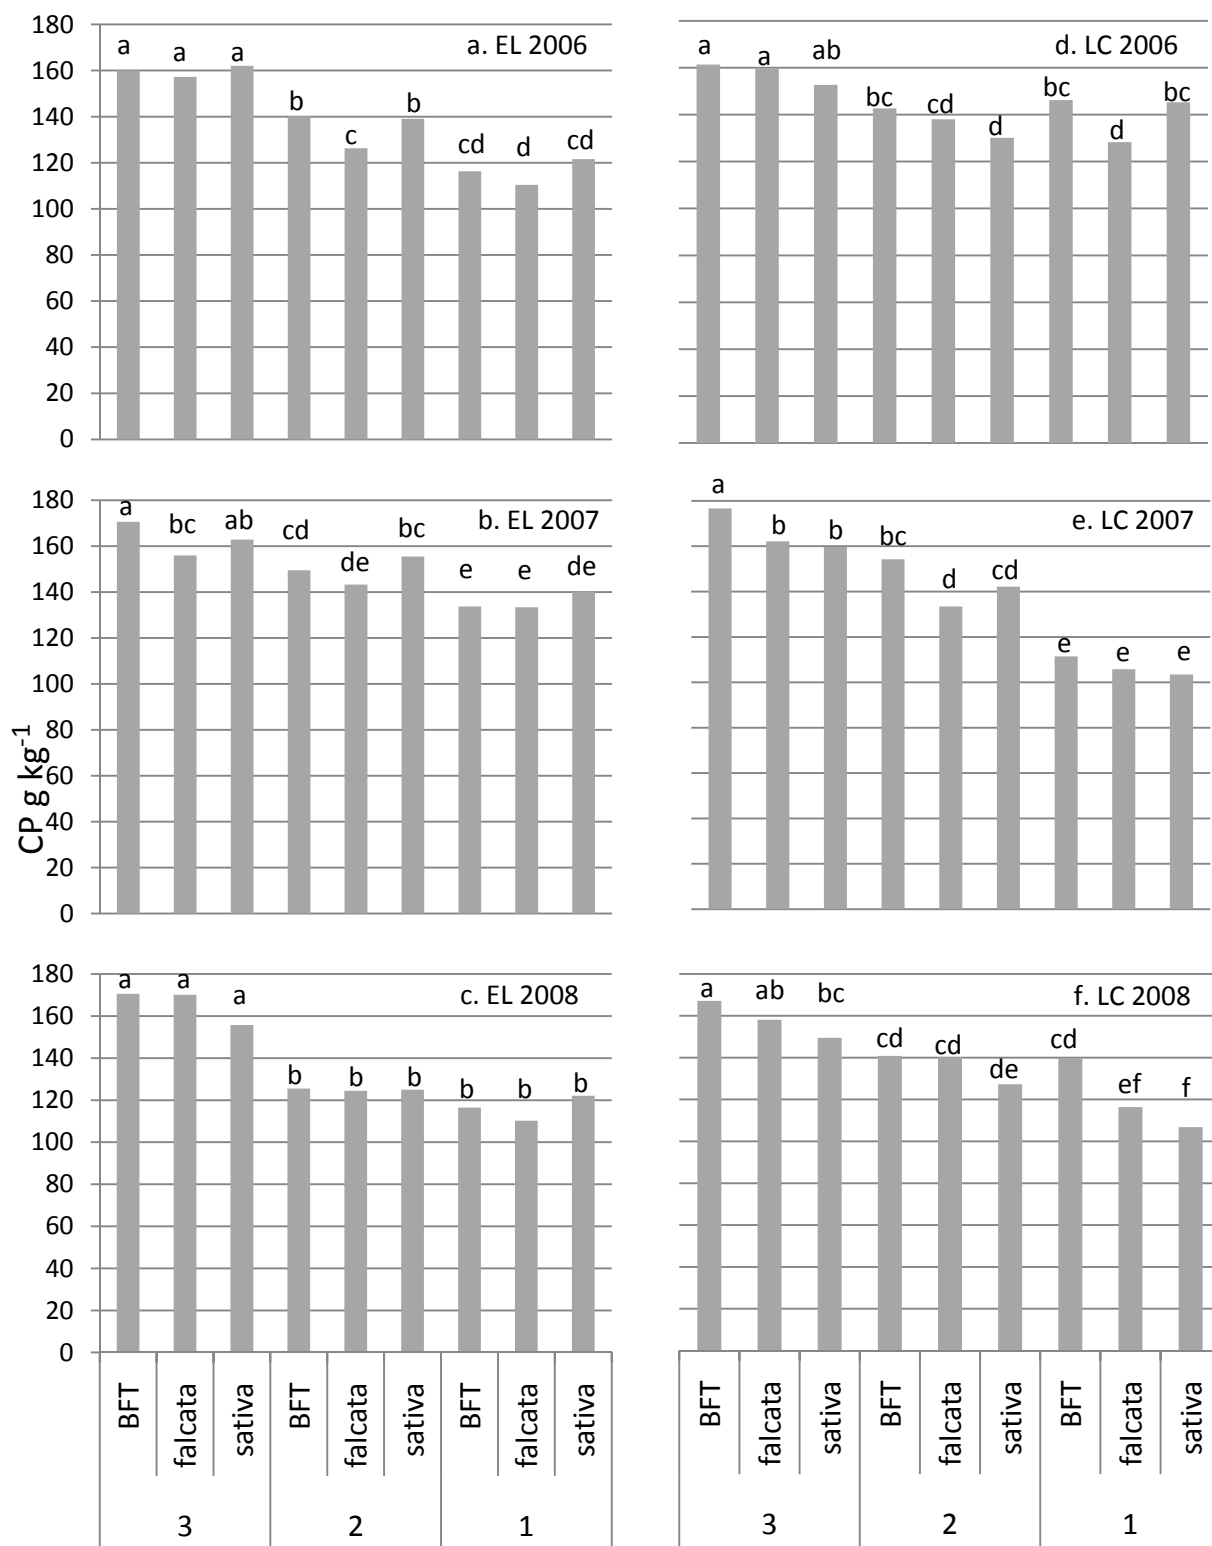 180
160
140
120
100
80
60
40
20
0
a a a b c b cd d cd
a. EL 2006
a a ab bc cd d bc d bc
d. LC 2006
180
160
140
120
100
80
60
40
20
0
a bc ab cd de bc e e de
b. EL 2007
a b b bc d cd e e e
e. LC 2007
CP g kg⁻¹
180
160
140
120
100
80
60
40
20
0
a a a b b b b b b
c. EL 2008
a ab bc cd cd de cd ef f
f. LC 2008
BFT falcata sativa BFT falcata sativa BFT falcata sativa
3 2 1
BFT falcata sativa BFT falcata sativa BFT falcata sativa
3 2 1